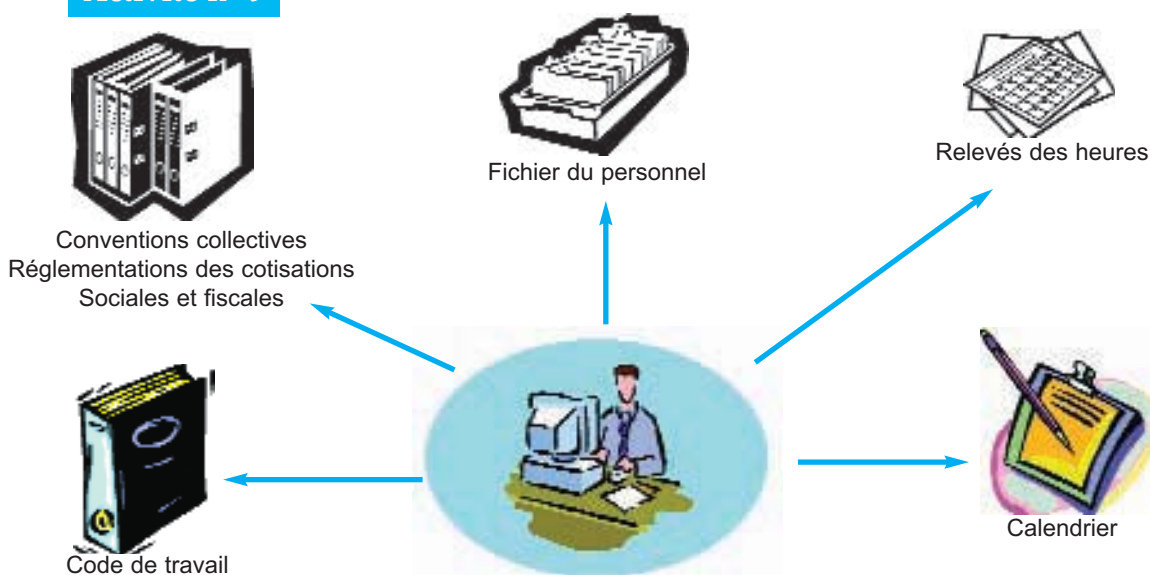 Fichier du personnel
Relevés des heures
Conventions collectives
Réglementations des cotisations
Sociales et fiscales
Code de travail
Calendrier